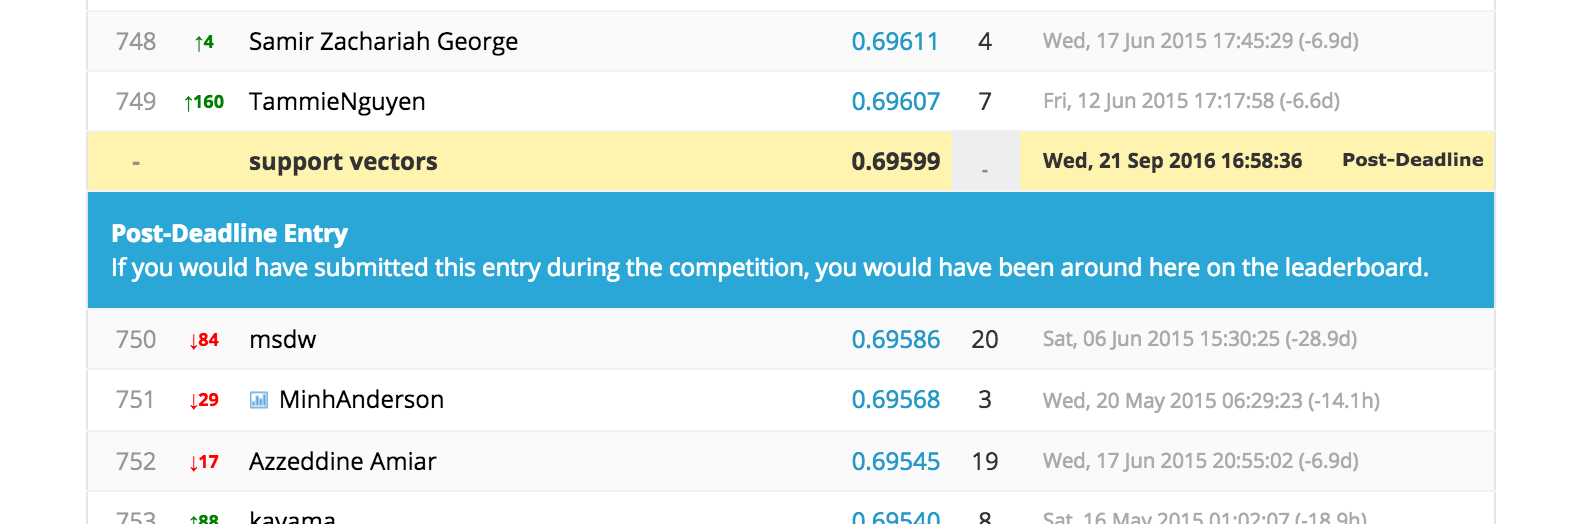 748 ↑4 Samir Zachariah George 0.69611 4 Wed, 17 Jun 2015 17:45:29 (-6.9d)
749 ↑160 TammieNguyen 0.69607 7 Fri, 12 Jun 2015 17:17:58 (-6.6d)
- support vectors 0.69599 - Wed, 21 Sep 2016 16:58:36 Post-Deadline
Post-Deadline Entry
If you would have submitted this entry during the competition, you would have been around here on the leaderboard.
750 ↓84 msdw 0.69586 20 Sat, 06 Jun 2015 15:30:25 (-28.9d)
751 ↓29 MinhAnderson 0.69568 3 Wed, 20 May 2015 06:29:23 (-14.1h)
752 ↓17 Azzeddine Amiar 0.69545 19 Wed, 17 Jun 2015 20:55:02 (-6.9d)
753 ↑88 kayama 0.69540 8 Sat, 16 May 2015 01:02:07 (-18.9h)